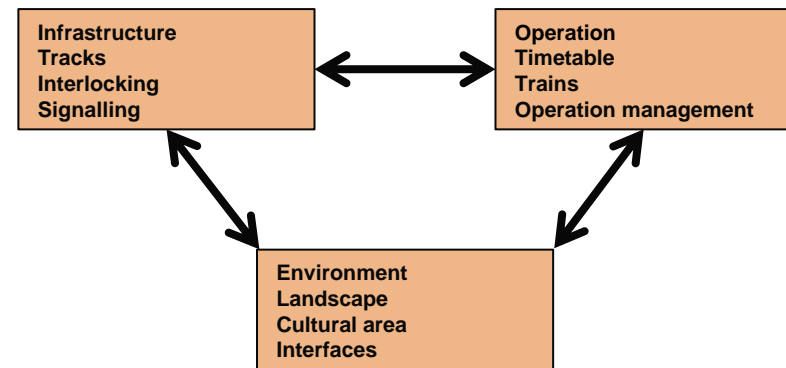 Infrastructure
Tracks
Interlocking
Signalling
Operation
Timetable
Trains
Operation management
Environment
Landscape
Cultural area
Interfaces